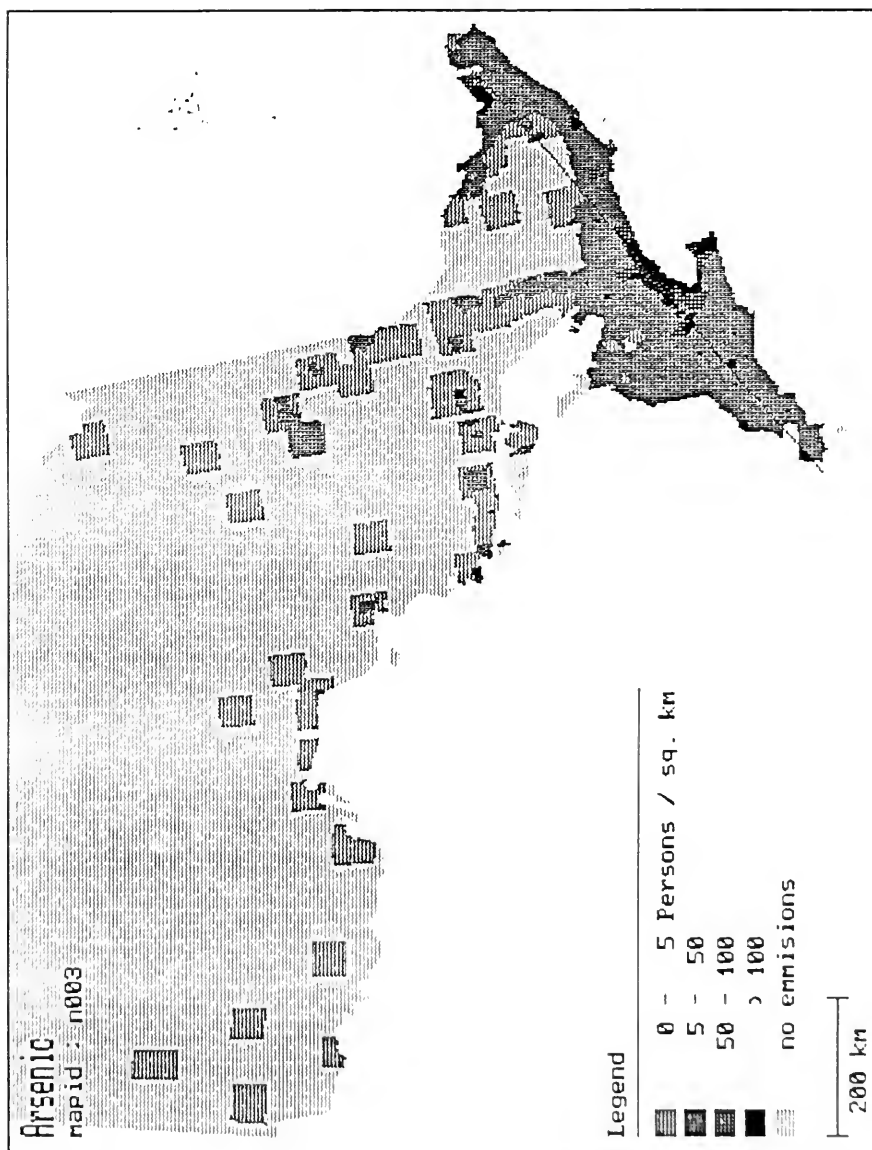 Arsenic
mapid : n003
Legend
0 - 5 Persons / sq. km
5 - 50
50 - 100
> 100
no emmisions
200 km